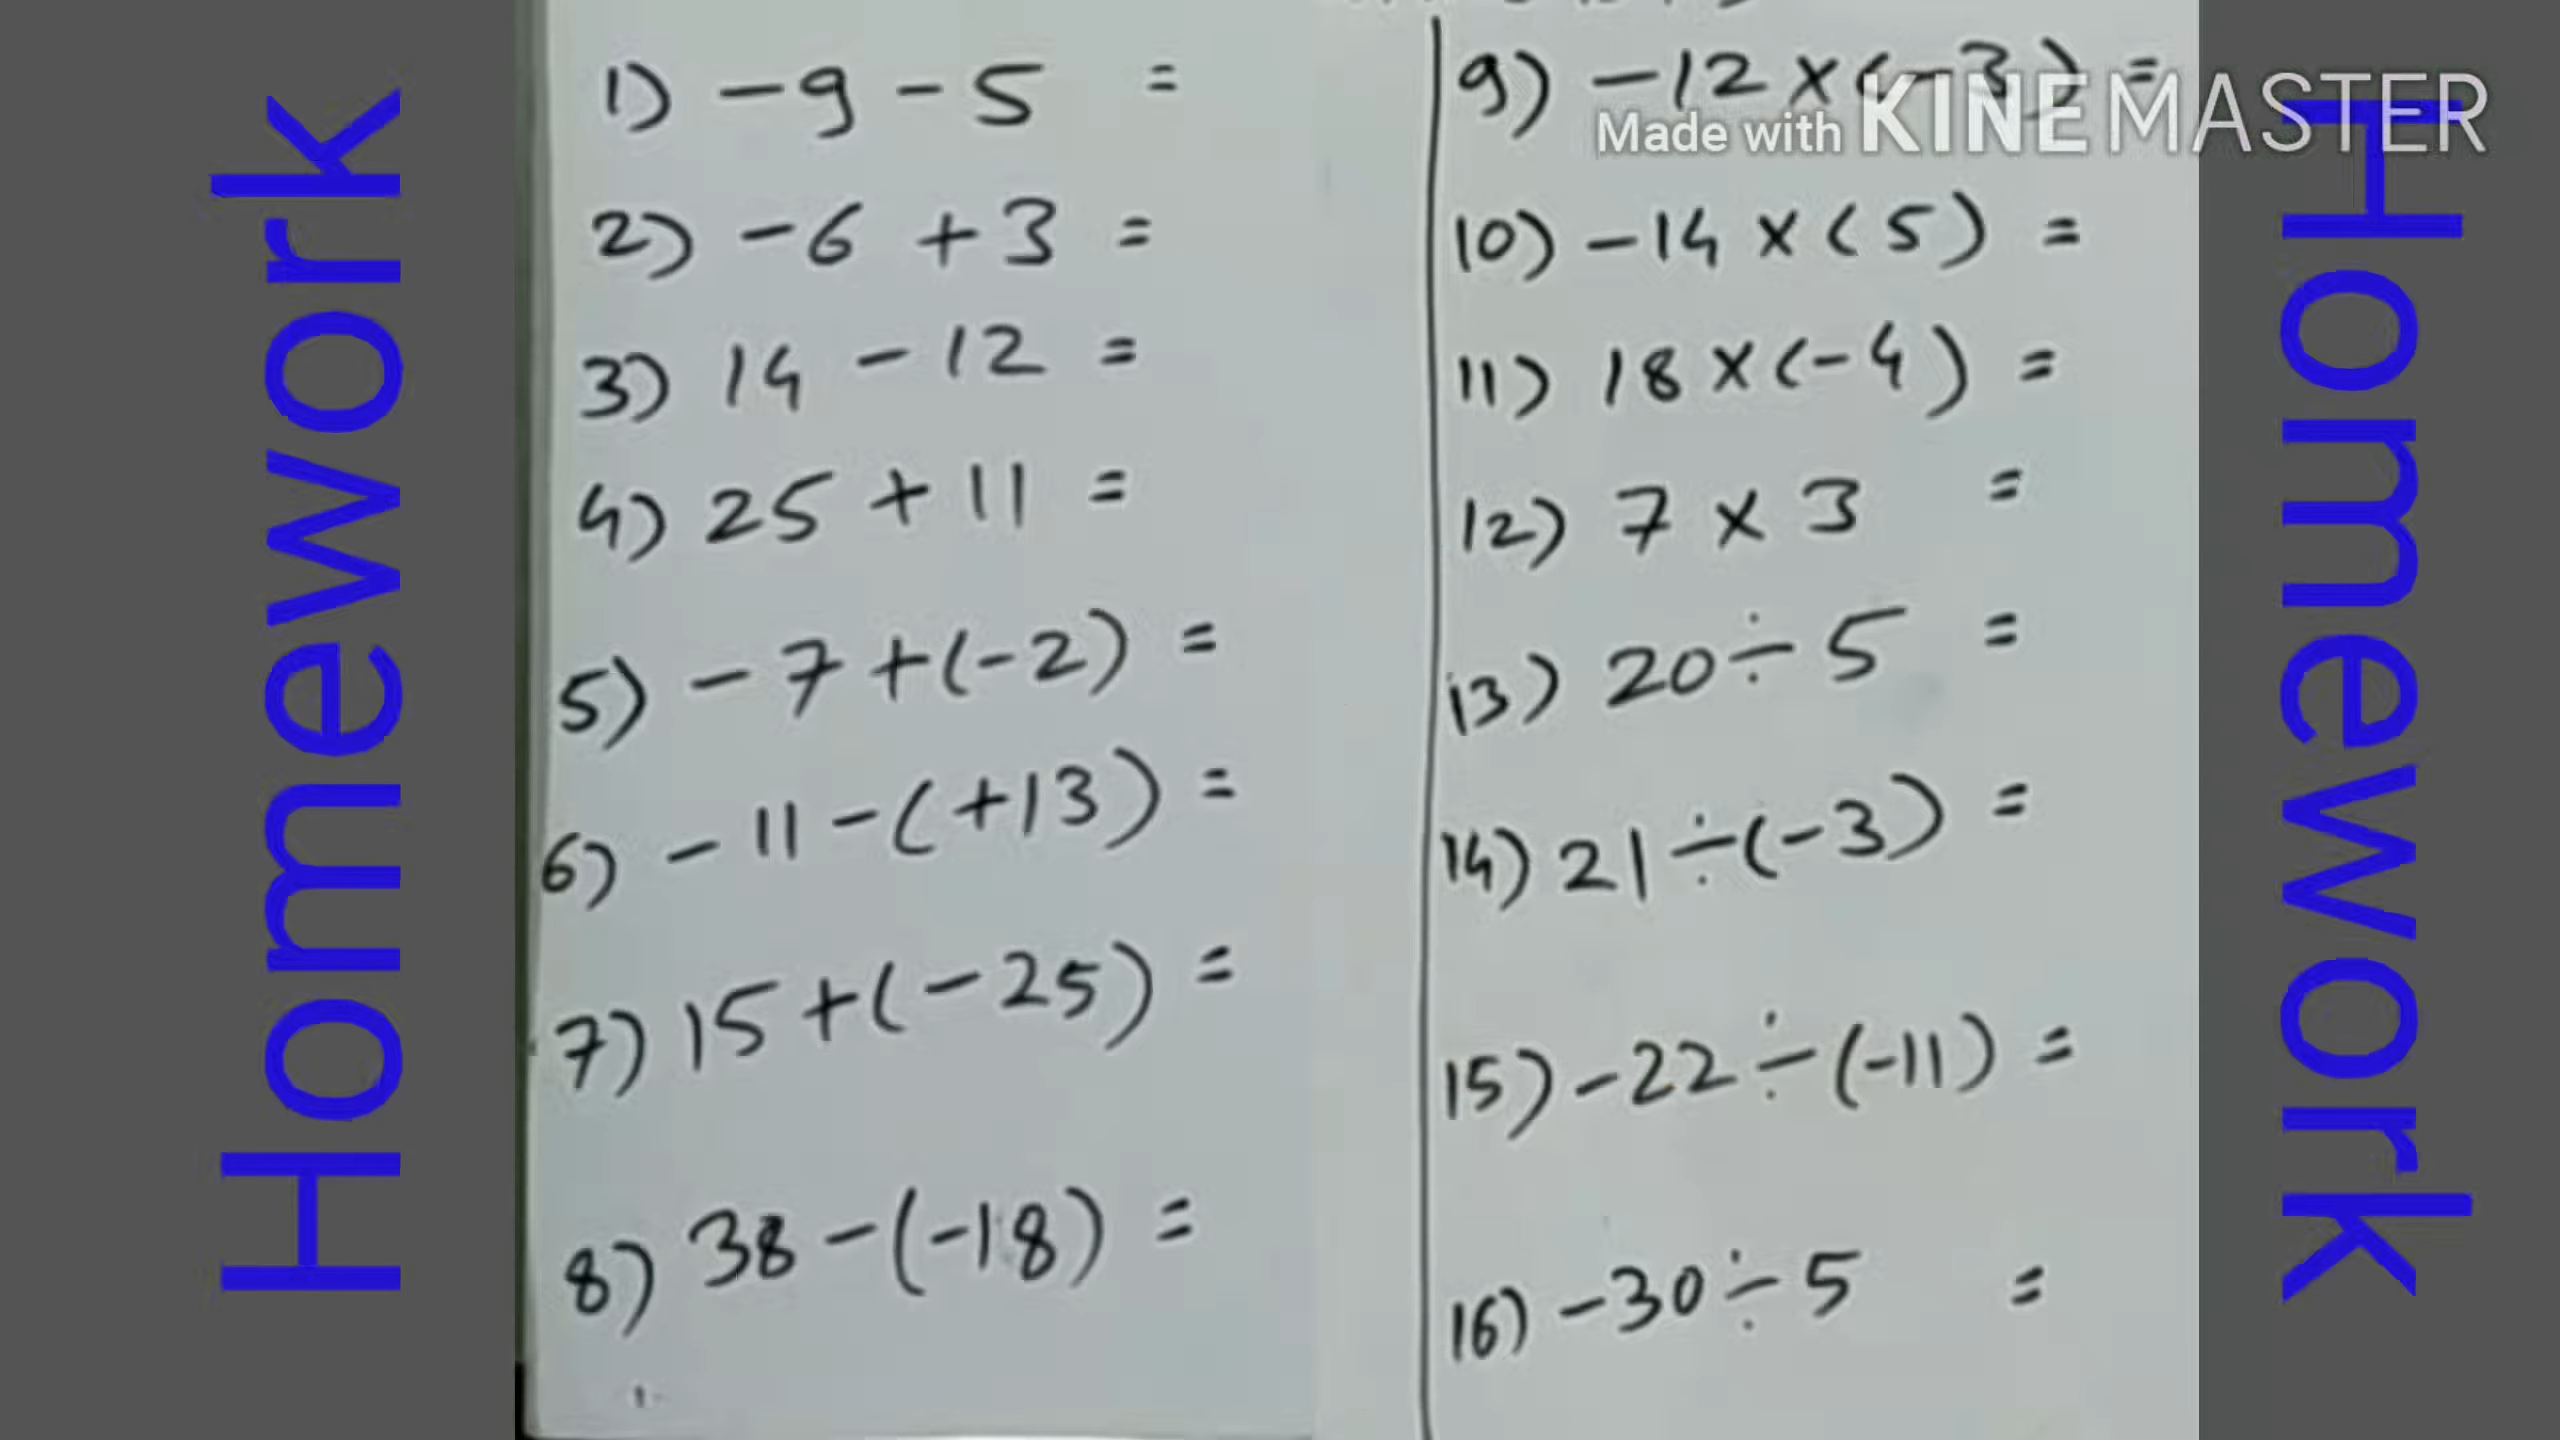 Homework
1) -9 - 5 =
2) -6 + 3 =
3) 14 - 12 =
4) 25 + 11 =
5) - 7 + (-2) =
6) - 11 - (+13) =
7) 15 + (- 25) =
8) 38 - (-18) =
9) -12 × (-3) =
10) -14 × (5) =
11) 18 × (-4) =
12) 7 × 3 =
13) 20 ÷ 5 =
14) 21 ÷ (-3) =
15) -22 ÷ (-11) =
16) -30 ÷ 5 =
Made with KINEMASTER
Homework